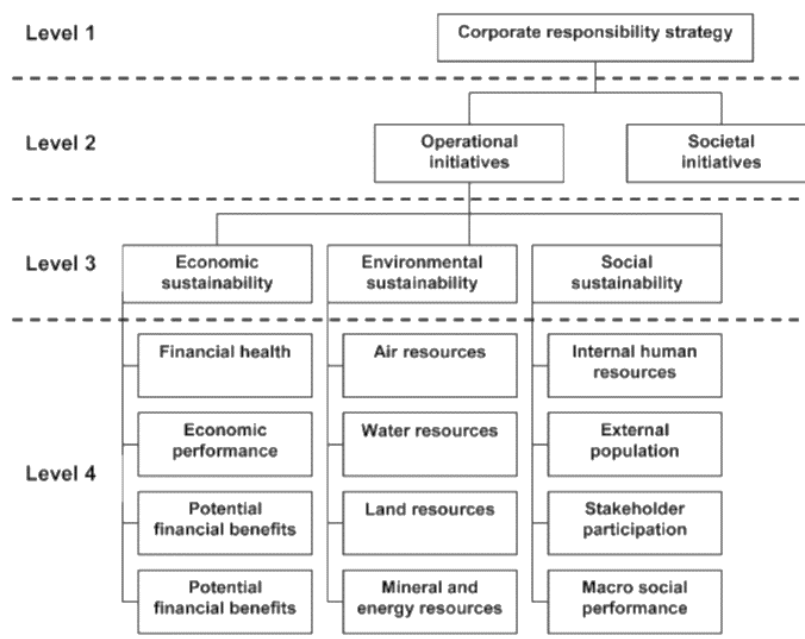 Level 1
Corporate responsibility strategy
Level 2
Operational
initiatives
Societal
initiatives
Level 3
Economic
sustainability
Environmental
sustainability
Social
sustainability
Level 4
Financial health
Air resources
Internal human
resources
Economic
performance
Water resources
External
population
Potential
financial benefits
Land resources
Stakeholder
participation
Potential
financial benefits
Mineral and
energy resources
Macro social
performance